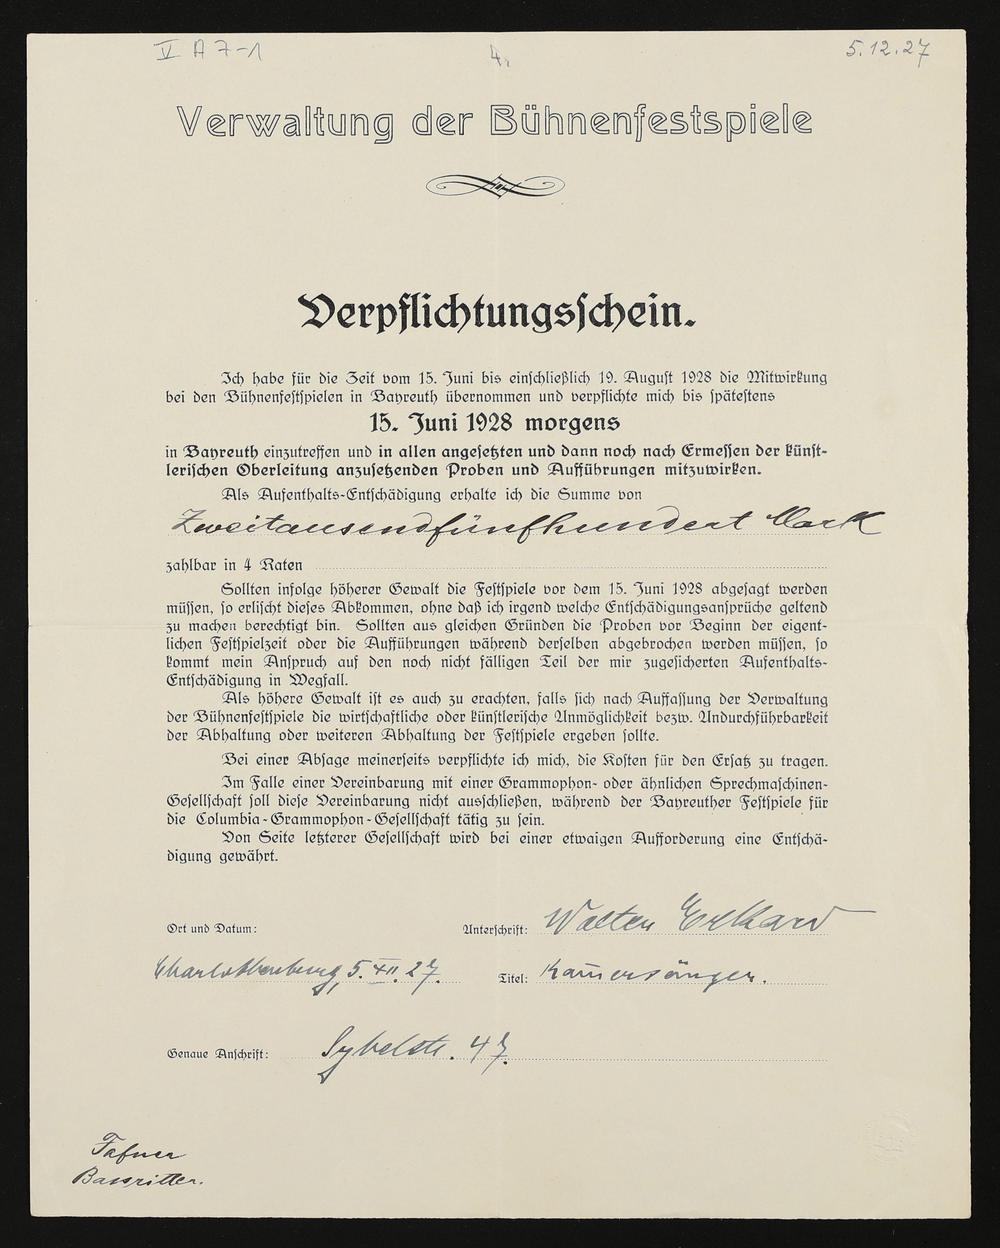 V A 7-1 4. 5.12.27
Verwaltung der Bühnenfestspiele
Verpflichtungsschein.
Ich habe für die Zeit vom 15. Juni bis einschließlich 19. August 1928 die Mitwirkung
bei den Bühnenfestspielen in Bayreuth übernommen und verpflichte mich bis spätestens
15. Juni 1928 morgens
in Bayreuth einzutreffen und in allen angesetzten und dann noch nach Ermessen der künst-
lerischen Oberleitung anzusetzenden Proben und Aufführungen mitzuwirken.
Als Aufenthalts-Entschädigung erhalte ich die Summe von
Zweitausendfünfhundert Mark
zahlbar in 4 Raten
Sollten infolge höherer Gewalt die Festspiele vor dem 15. Juni 1928 abgesagt werden
müssen, so erlischt dieses Abkommen, ohne daß ich irgend welche Entschädigungsansprüche geltend
zu machen berechtigt bin. Sollten aus gleichen Gründen die Proben vor Beginn der eigent-
lichen Festspielzeit oder die Aufführungen während derselben abgebrochen werden müssen, so
kommt mein Anspruch auf den noch nicht fälligen Teil der mir zugesicherten Aufenthalts-
Entschädigung in Wegfall.
Als höhere Gewalt ist es auch zu erachten, falls sich nach Auffassung der Verwaltung
der Bühnenfestspiele die wirtschaftliche oder künstlerische Unmöglichkeit bezw. Undurchführbarkeit
der Abhaltung oder weiteren Abhaltung der Festspiele ergeben sollte.
Bei einer Absage meinerseits verpflichte ich mich, die Kosten für den Ersatz zu tragen.
Im Falle einer Vereinbarung mit einer Grammophon- oder ähnlichen Sprechmaschinen-
Gesellschaft soll diese Vereinbarung nicht ausschließen, während der Bayreuther Festspiele für
die Columbia-Grammophon-Gesellschaft tätig zu sein.
Von Seite letzterer Gesellschaft wird bei einer etwaigen Aufforderung eine Entschä-
digung gewährt.
Ort und Datum: Unterschrift: Walter Eckhard
Charlottenburg, 5. XII. 27. Titel: Kam̄ersänger.
Genaue Anschrift: Sybelstr. 47.
Fafner
Bassritter.